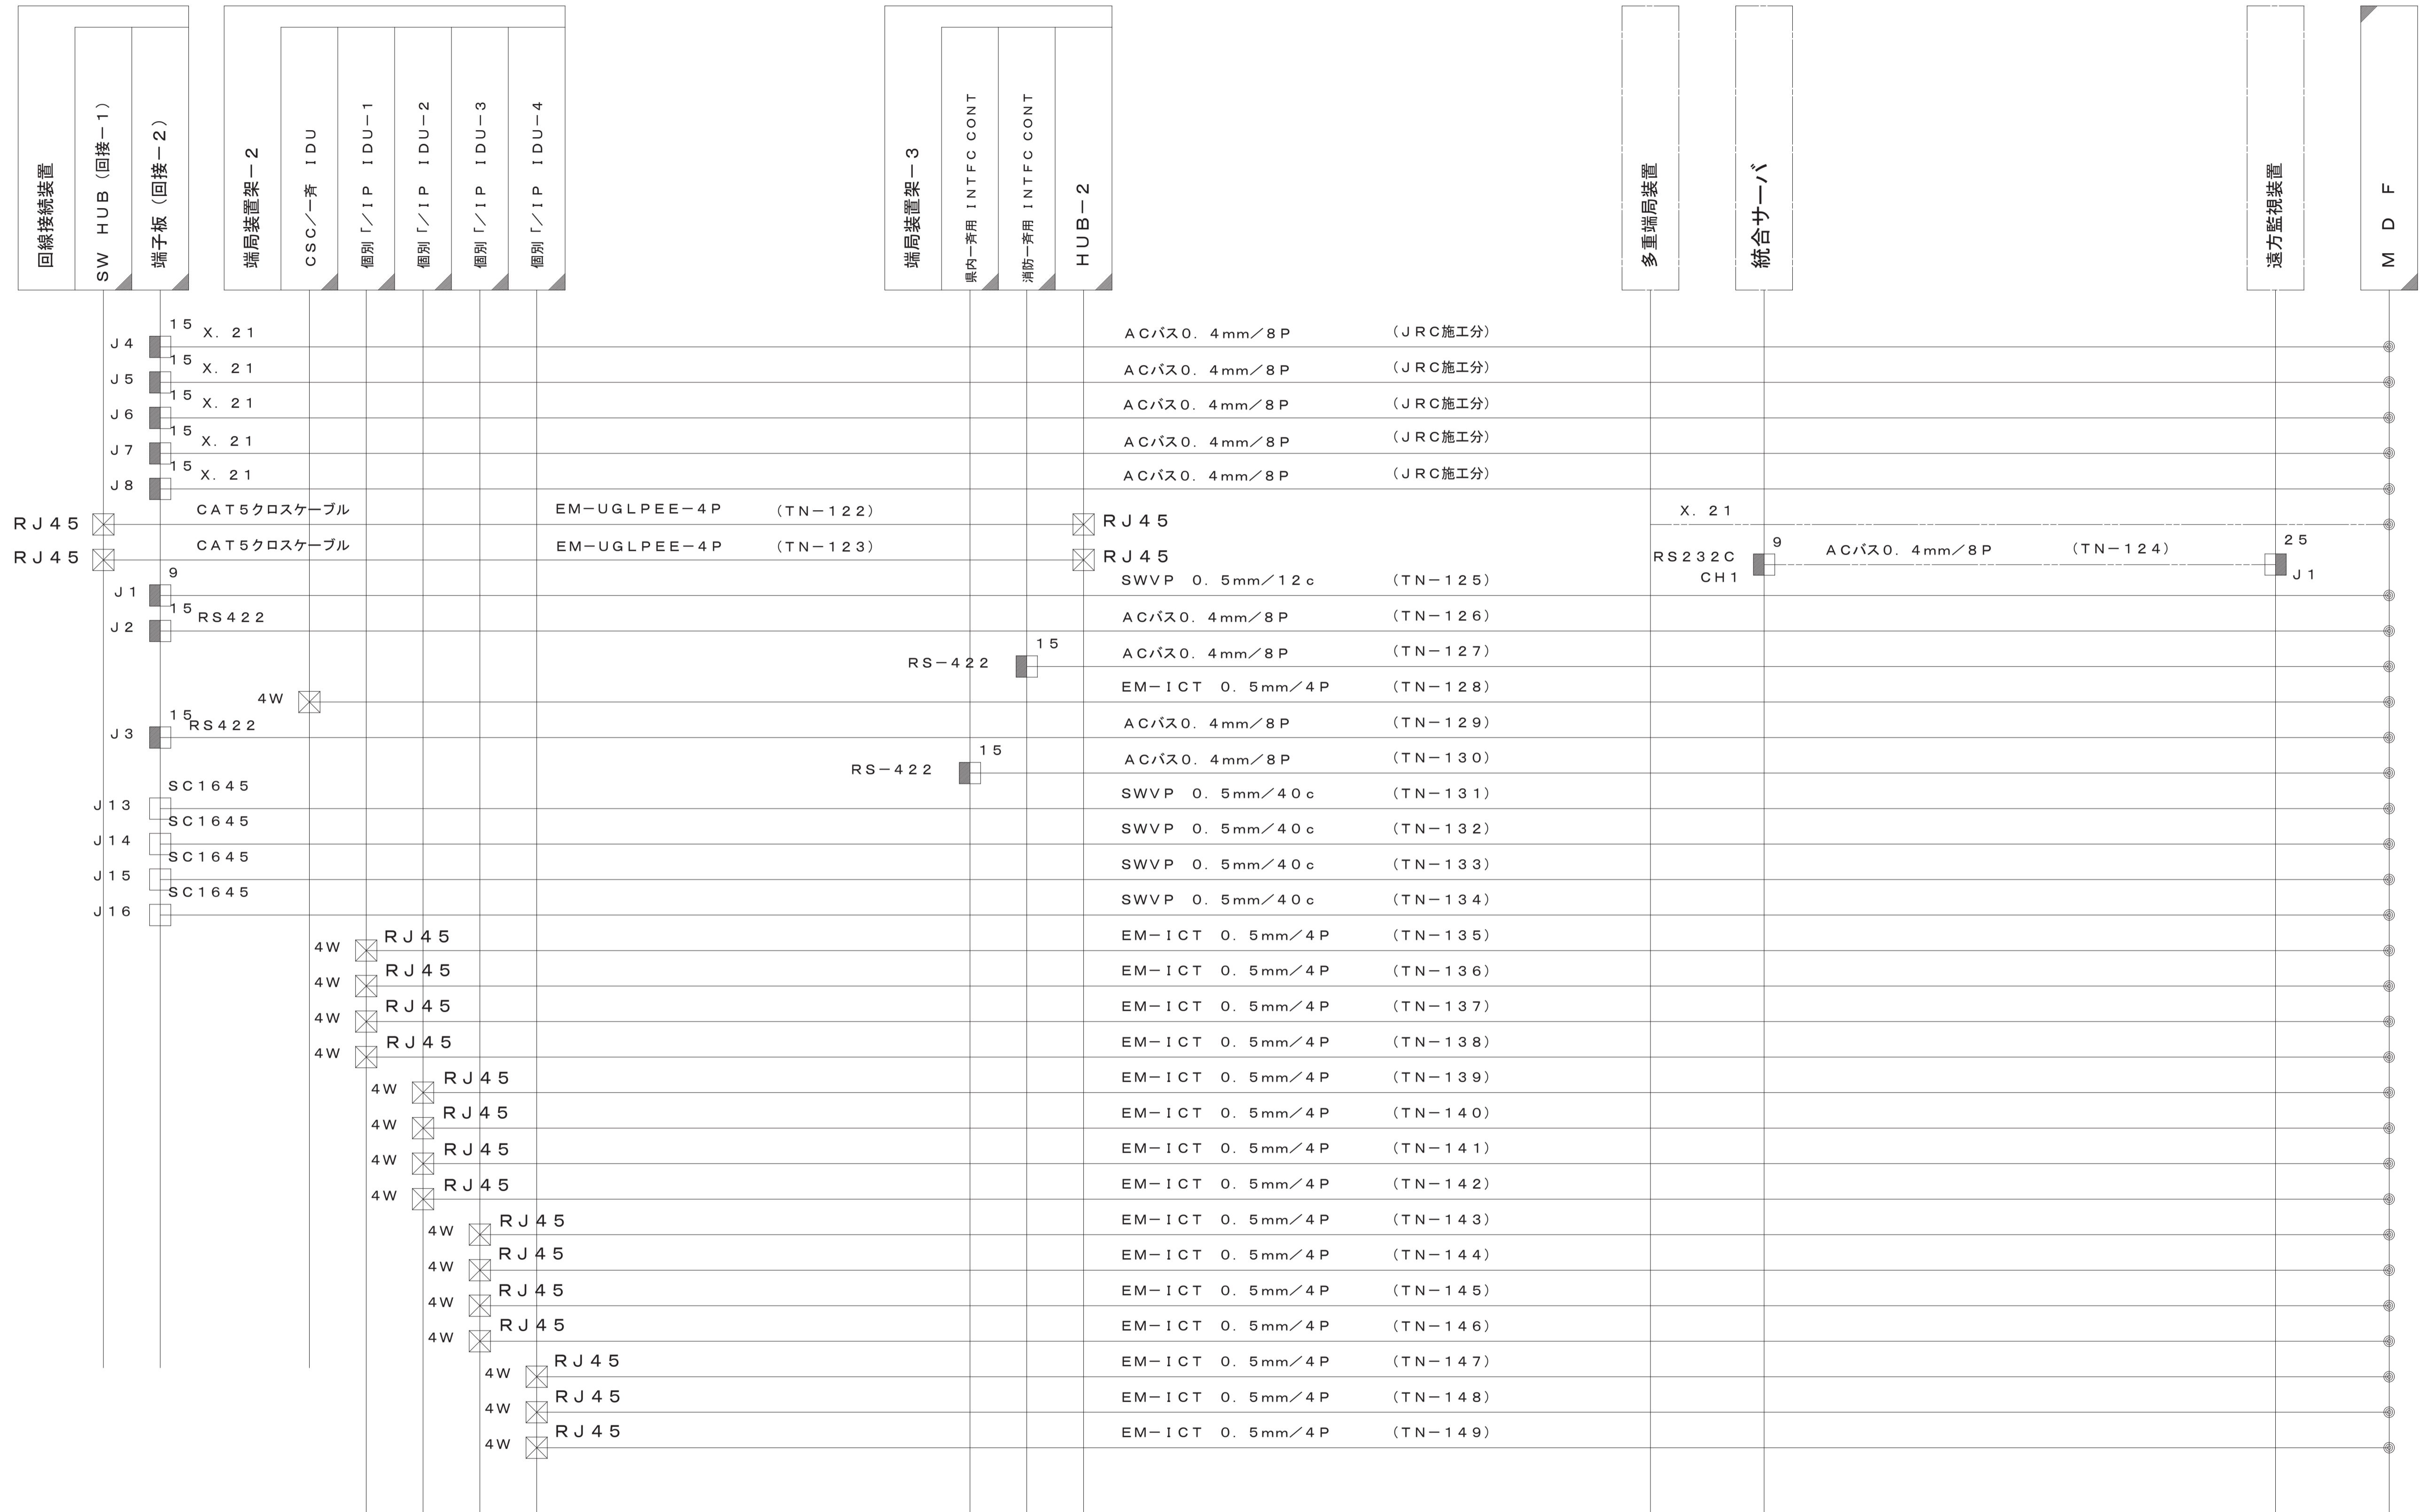 回線接続装置
SW HUB（回接－1）
端子板（回接－2）
端局装置架－2
CSC／一斉 IDU
個別「／IP IDU－1
個別「／IP IDU－2
個別「／IP IDU－3
個別「／IP IDU－4
端局装置架－3
県内一斉用 INTFC CONT
消防一斉用 INTFC CONT
HUB－2
多重端局装置
統合サーバ
遠方監視装置
M D F
J4 15 X．21 ACバス0．4mm／8P （JRC施工分）
J5 15 X．21 ACバス0．4mm／8P （JRC施工分）
J6 15 X．21 ACバス0．4mm／8P （JRC施工分）
J7 15 X．21 ACバス0．4mm／8P （JRC施工分）
J8 15 X．21 ACバス0．4mm／8P （JRC施工分）
RJ45 CAT5クロスケーブル EM－UGLPEE－4P （TN－122） RJ45 X．21
RJ45 CAT5クロスケーブル EM－UGLPEE－4P （TN－123） RJ45
RS232C 9 ACバス0．4mm／8P （TN－124） 25
CH1 J1
J1 9 SWVP 0．5mm／12c （TN－125）
J2 15 RS422 ACバス0．4mm／8P （TN－126）
RS－422 15 ACバス0．4mm／8P （TN－127）
4W EM－ICT 0．5mm／4P （TN－128）
J3 15 RS422 ACバス0．4mm／8P （TN－129）
RS－422 15 ACバス0．4mm／8P （TN－130）
J13 SC1645 SWVP 0．5mm／40c （TN－131）
J14 SC1645 SWVP 0．5mm／40c （TN－132）
J15 SC1645 SWVP 0．5mm／40c （TN－133）
J16 SC1645 SWVP 0．5mm／40c （TN－134）
4W RJ45 EM－ICT 0．5mm／4P （TN－135）
4W RJ45 EM－ICT 0．5mm／4P （TN－136）
4W RJ45 EM－ICT 0．5mm／4P （TN－137）
4W RJ45 EM－ICT 0．5mm／4P （TN－138）
4W RJ45 EM－ICT 0．5mm／4P （TN－139）
4W RJ45 EM－ICT 0．5mm／4P （TN－140）
4W RJ45 EM－ICT 0．5mm／4P （TN－141）
4W RJ45 EM－ICT 0．5mm／4P （TN－142）
4W RJ45 EM－ICT 0．5mm／4P （TN－143）
4W RJ45 EM－ICT 0．5mm／4P （TN－144）
4W RJ45 EM－ICT 0．5mm／4P （TN－145）
4W RJ45 EM－ICT 0．5mm／4P （TN－146）
4W RJ45 EM－ICT 0．5mm／4P （TN－147）
4W RJ45 EM－ICT 0．5mm／4P （TN－148）
4W RJ45 EM－ICT 0．5mm／4P （TN－149）